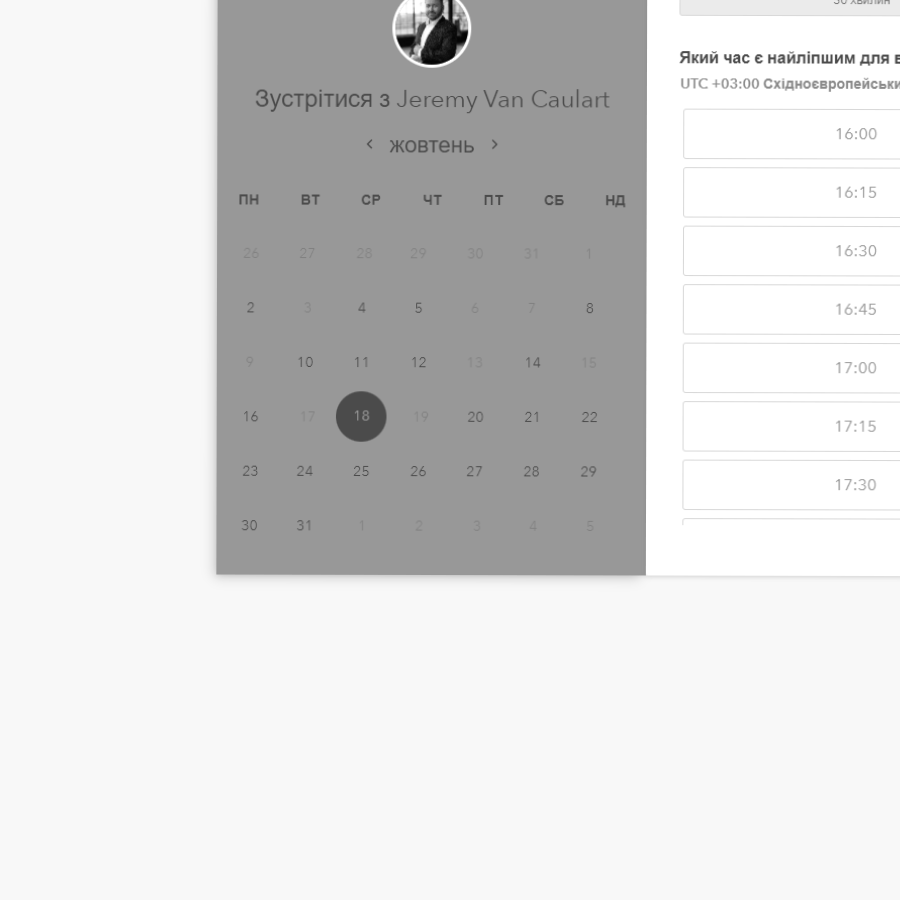 Зустрітися з Jeremy Van Caulart
‹ жовтень ›
ПН ВТ СР ЧТ ПТ СБ НД
26 27 28 29 30 31 1
2 3 4 5 6 7 8
9 10 11 12 13 14 15
16 17 18 19 20 21 22
23 24 25 26 27 28 29
30 31 1 2 3 4 5
30 хвилин
Який час є найліпшим для
UTC +03:00
16:00
16:15
16:30
16:45
17:00
17:15
17:30